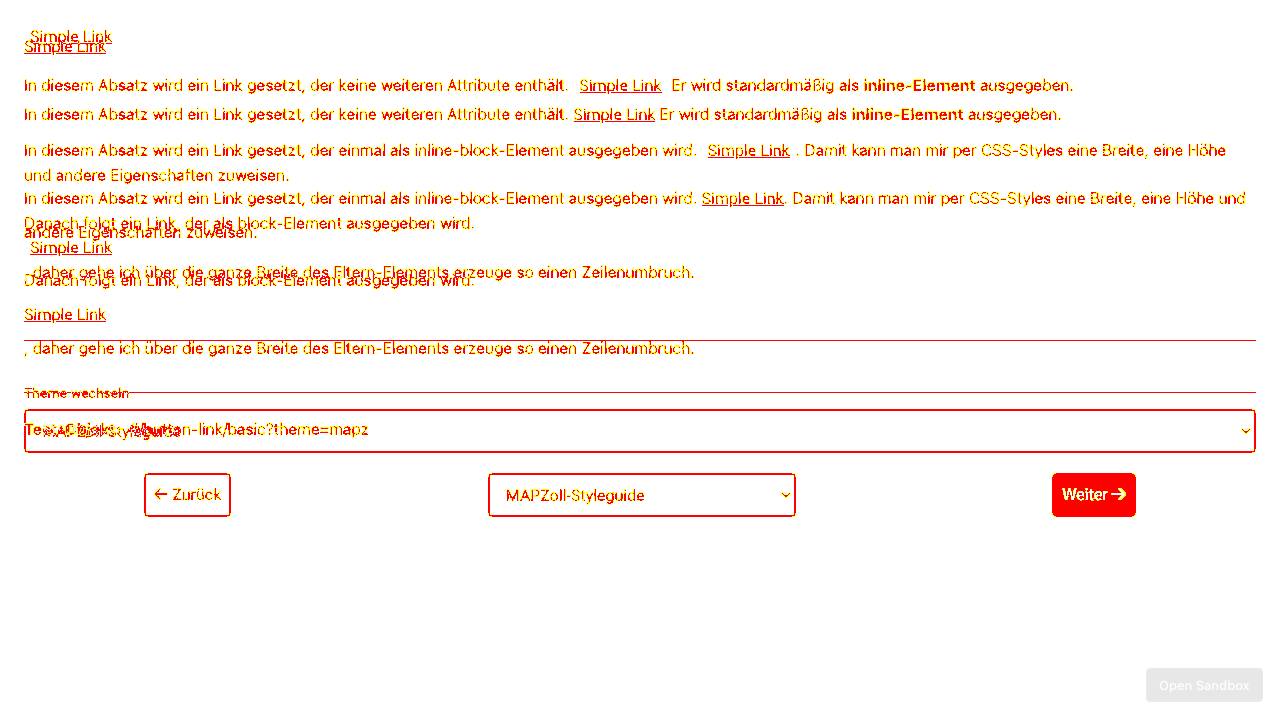 Simple Link
Simple Link
In diesem Absatz wird ein Link gesetzt, der keine weiteren Attribute enthält. Simple Link Er wird standardmäßig als inline-Element ausgegeben.
In diesem Absatz wird ein Link gesetzt, der keine weiteren Attribute enthält. Simple Link Er wird standardmäßig als inline-Element ausgegeben.
In diesem Absatz wird ein Link gesetzt, der einmal als inline-block-Element ausgegeben wird. Simple Link . Damit kann man mir per CSS-Styles eine Breite, eine Höhe
und andere Eigenschaften zuweisen.
In diesem Absatz wird ein Link gesetzt, der einmal als inline-block-Element ausgegeben wird. Simple Link. Damit kann man mir per CSS-Styles eine Breite, eine Höhe und
Danach folgt ein Link, der als block-Element ausgegeben wird.
andere Eigenschaften zuweisen.
Simple Link
, daher gehe ich über die ganze Breite des Eltern-Elements erzeuge so einen Zeilenumbruch.
Danach folgt ein Link, der als block-Element ausgegeben wird.
Simple Link
, daher gehe ich über die ganze Breite des Eltern-Elements erzeuge so einen Zeilenumbruch.
Theme wechseln
-link/basic?theme=mapz
← Zurück
MAPZoll-Styleguide
Weiter →
Open Sandbox